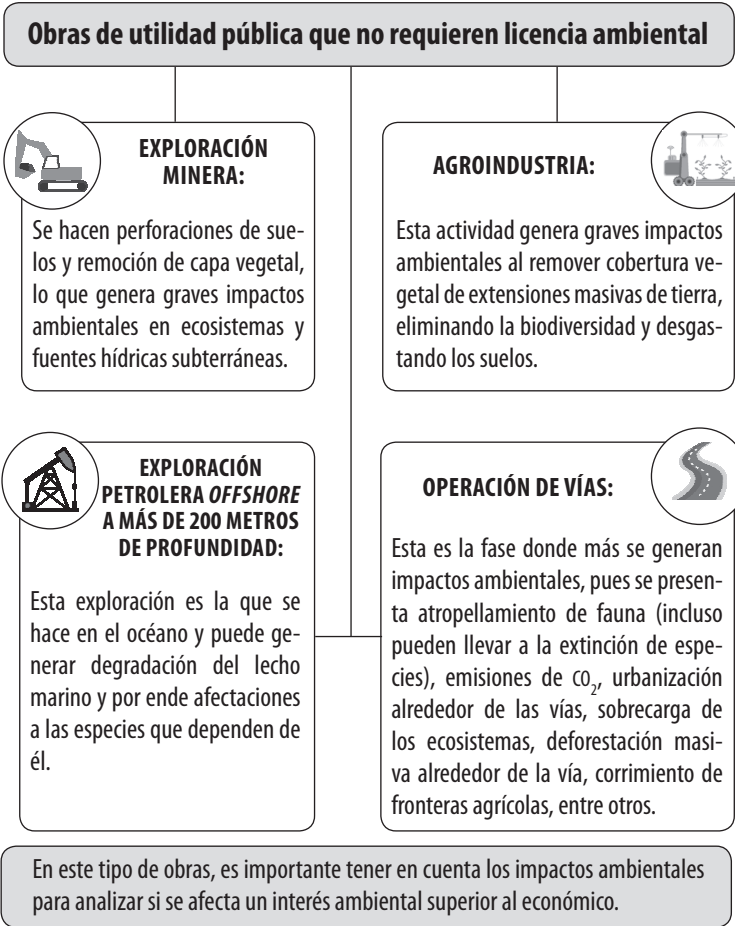 Obras de utilidad pública que no requieren licencia ambiental
EXPLORACIÓN
MINERA:
Se hacen perforaciones de sue-
los y remoción de capa vegetal,
lo que genera graves impactos
ambientales en ecosistemas y
fuentes hídricas subterráneas.
AGROINDUSTRIA:
Esta actividad genera graves impactos
ambientales al remover cobertura ve-
getal de extensiones masivas de tierra,
eliminando la biodiversidad y desgas-
tando los suelos.
EXPLORACIÓN
PETROLERA OFFSHORE
A MÁS DE 200 METROS
DE PROFUNDIDAD:
Esta exploración es la que se
hace en el océano y puede ge-
nerar degradación del lecho
marino y por ende afectaciones
a las especies que dependen de
él.
OPERACIÓN DE VÍAS:
Esta es la fase donde más se generan
impactos ambientales, pues se presen-
ta atropellamiento de fauna (incluso
pueden llevar a la extinción de espe-
cies), emisiones de CO₂, urbanización
alrededor de las vías, sobrecarga de
los ecosistemas, deforestación masi-
va alrededor de la vía, corrimiento de
fronteras agrícolas, entre otros.
En este tipo de obras, es importante tener en cuenta los impactos ambientales
para analizar si se afecta un interés ambiental superior al económico.